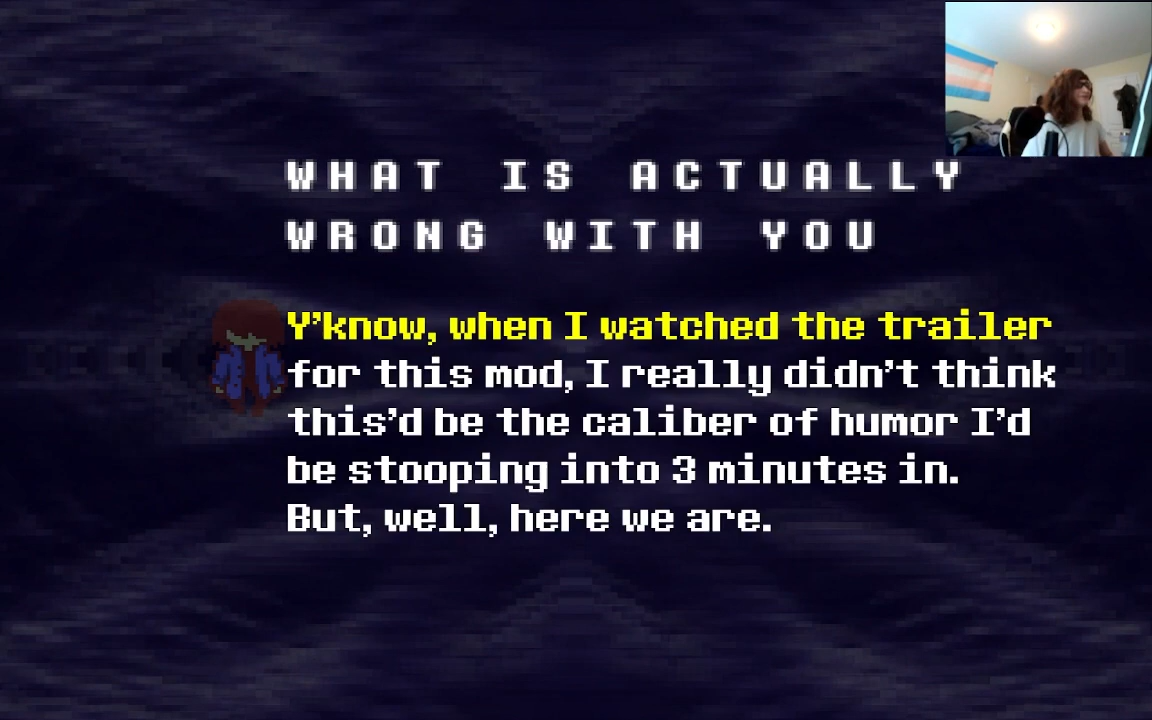 WHAT IS ACTUALLY
WRONG WITH YOU
Y'know, when I watched the trailer
for this mod, I really didn't think
this'd be the caliber of humor I'd
be stooping into 3 minutes in.
But, well, here we are.